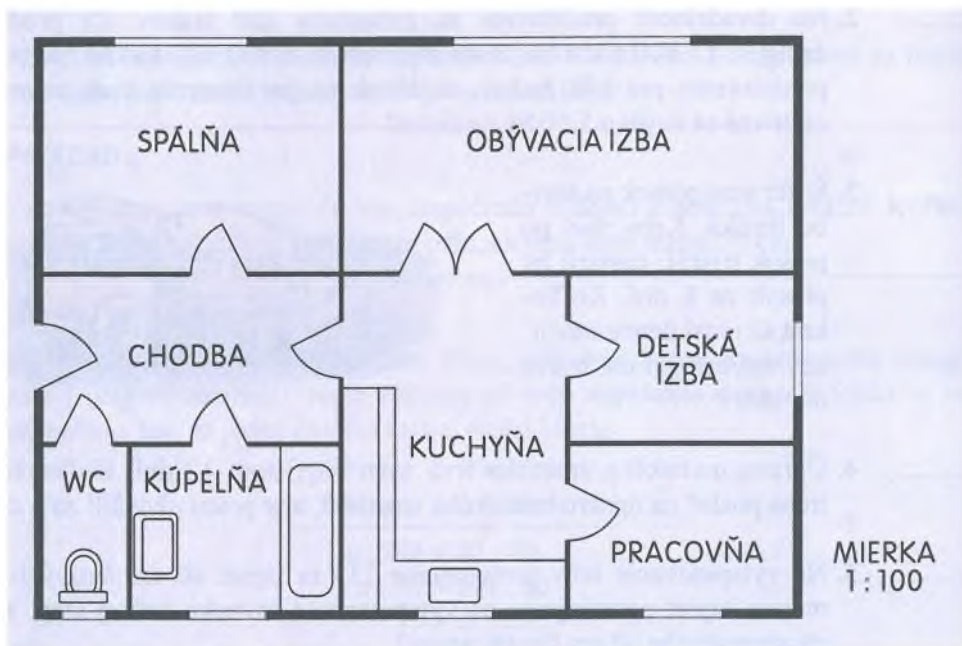 SPÁLŇA
OBÝVACIA IZBA
CHODBA
DETSKÁ
IZBA
KUCHYŇA
WC
KÚPEĽŇA
PRACOVŇA
MIERKA
1:100